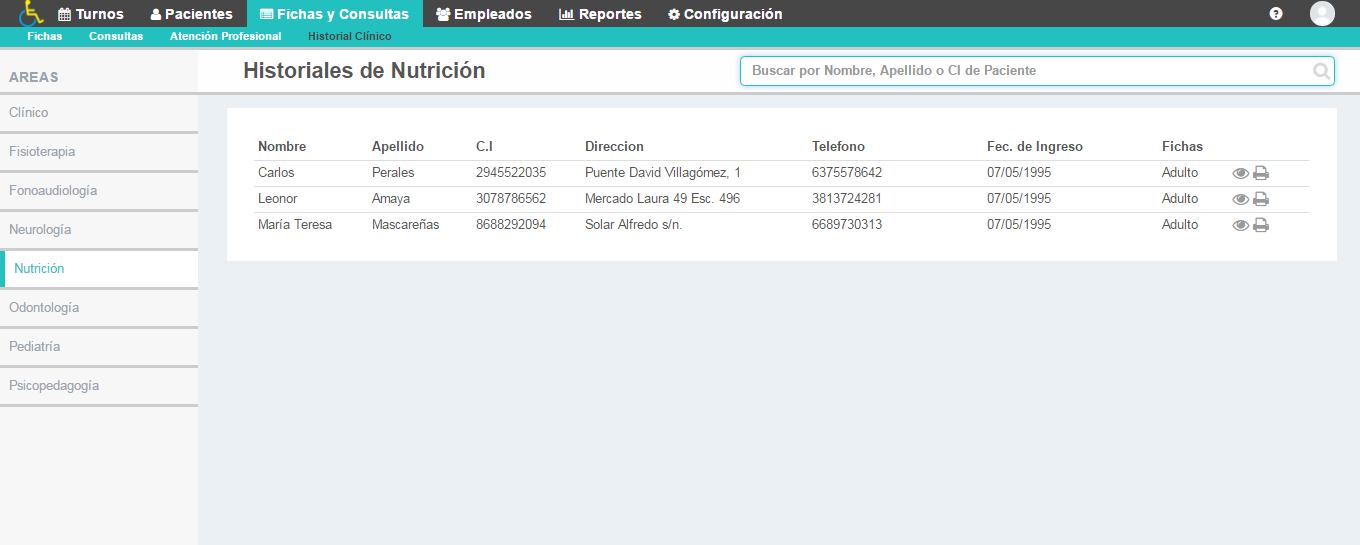 Turnos Pacientes Fichas y Consultas Empleados Reportes Configuración
Fichas Consultas Atención Profesional Historial Clínico
AREAS
Clínico
Fisioterapia
Fonoaudiología
Neurología
Nutrición
Odontología
Pediatría
Psicopedagogía
Historiales de Nutrición
Buscar por Nombre, Apellido o CI de Paciente
Nombre Apellido C.I Direccion Telefono Fec. de Ingreso Fichas
Carlos Perales 2945522035 Puente David Villagómez, 1 6375578642 07/05/1995 Adulto
Leonor Amaya 3078786562 Mercado Laura 49 Esc. 496 3813724281 07/05/1995 Adulto
María Teresa Mascareñas 8688292094 Solar Alfredo s/n. 6689730313 07/05/1995 Adulto